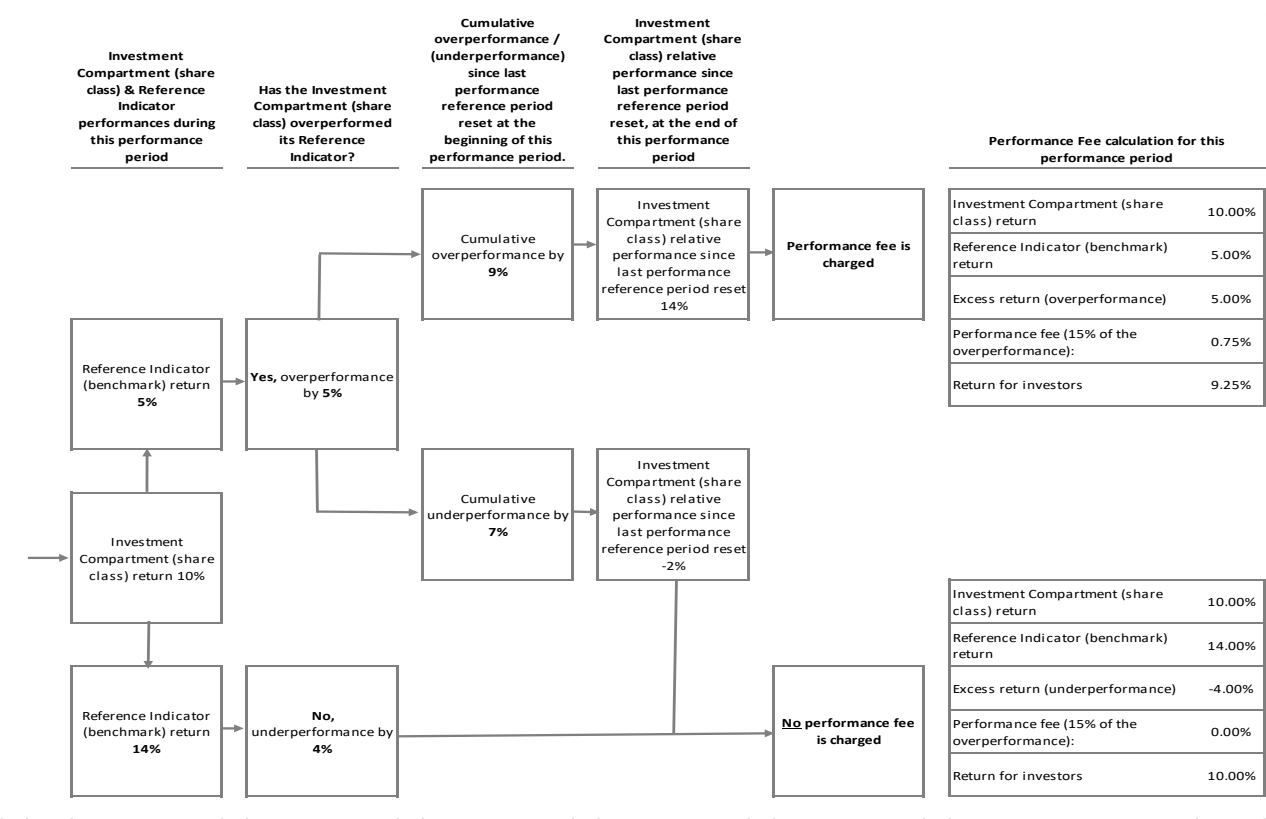 Investment
Compartment (share
class) & Reference
Indicator
performances during
this performance
period
Has the Investment
Compartment (share
class) overperformed
its Reference
Indicator?
Cumulative
overperformance /
(underperformance)
since last
performance
reference period
reset at the
beginning of this
performance period.
Investment
Compartment (share
class) relative
performance since
last performance
reference period
reset, at the end of
this performance
period
Performance Fee calculation for this
performance period
Cumulative
overperformance by
9%
Investment
Compartment (share
class) relative
performance since
last performance
reference period reset
14%
Performance fee is
charged
Investment Compartment (share
class) return
10.00%
Reference Indicator (benchmark)
return
5.00%
Excess return (overperformance)
5.00%
Performance fee (15% of the
overperformance):
0.75%
Return for investors
9.25%
Reference Indicator
(benchmark) return
5%
Yes, overperformance
by 5%
Cumulative
underperformance by
7%
Investment
Compartment (share
class) relative
performance since
last performance
reference period reset
-2%
Investment
Compartment (share
class) return 10%
Reference Indicator
(benchmark) return
14%
No,
underperformance by
4%
No performance fee
is charged
Investment Compartment (share
class) return
10.00%
Reference Indicator (benchmark)
return
14.00%
Excess return (underperformance)
-4.00%
Performance fee (15% of the
overperformance):
0.00%
Return for investors
10.00%